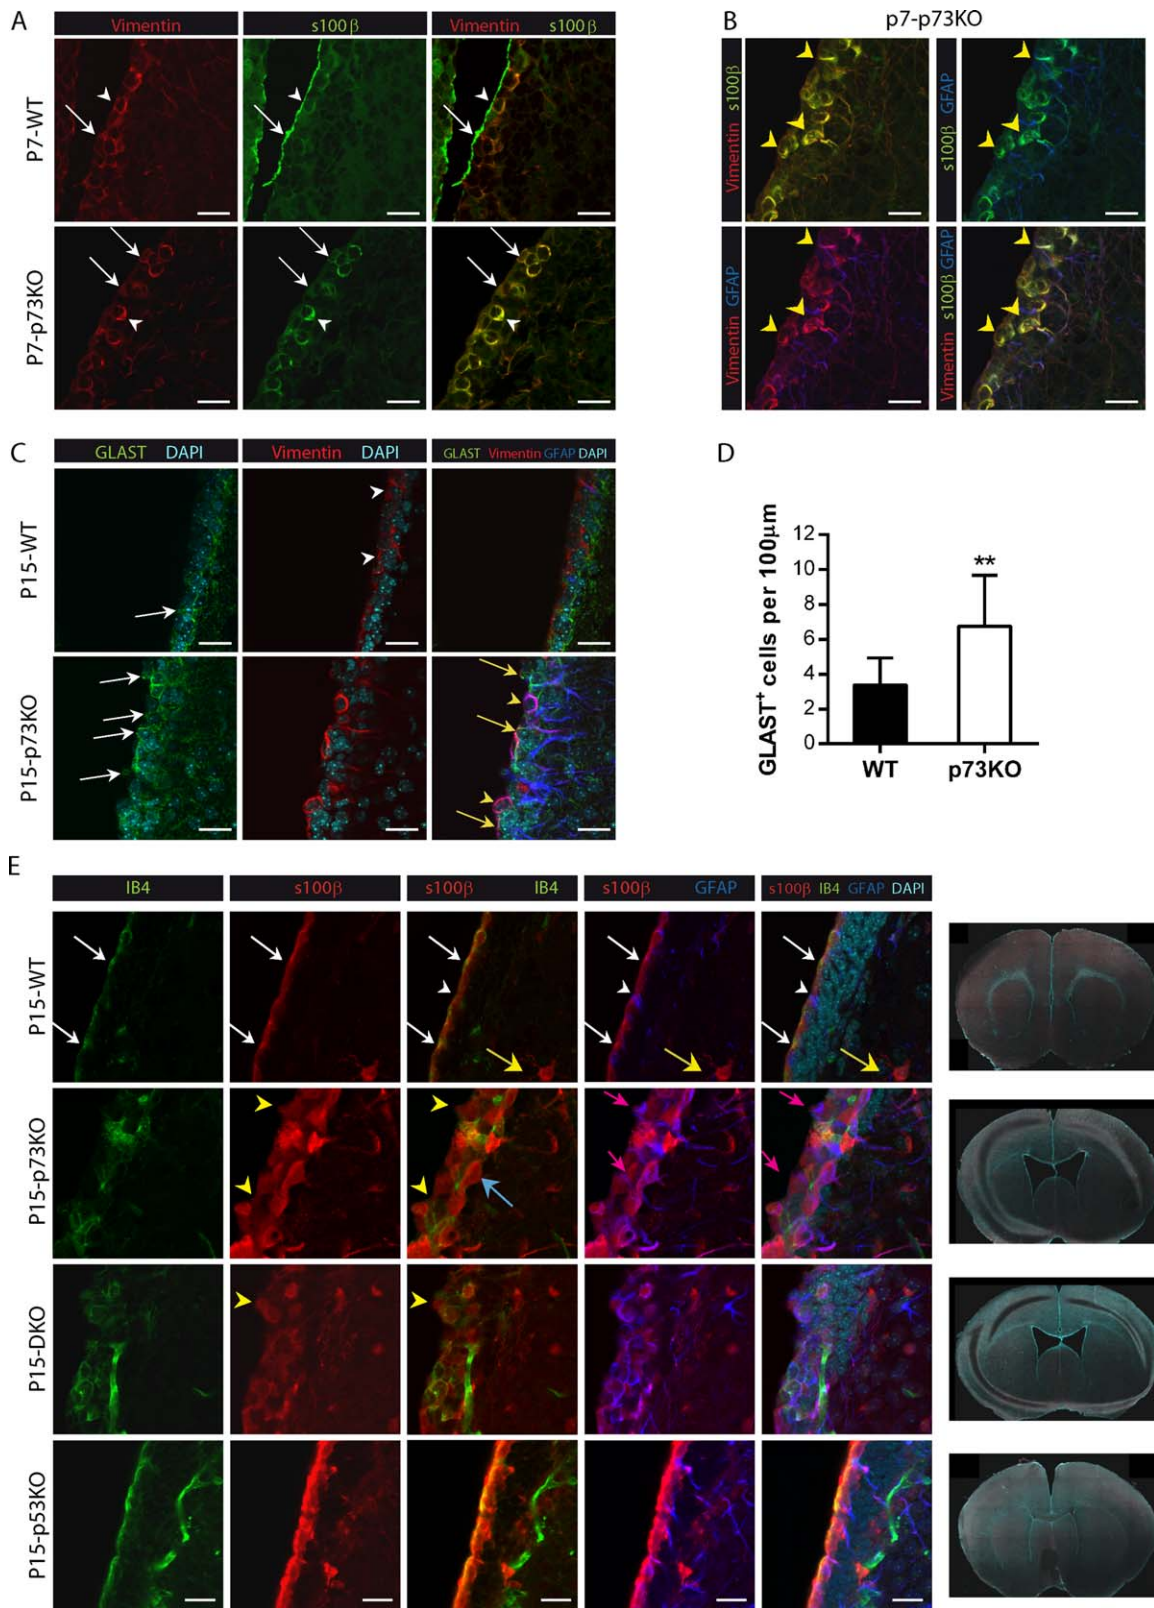 A
Vimentin s100β Vimentin s100β
P7-WT
P7-p73KO
B
p7-p73KO
Vimentin s100β
s100β GFAP
Vimentin GFAP
Vimentin s100β GFAP
C
GLAST DAPI Vimentin DAPI GLAST Vimentin GFAP DAPI
P15-WT
P15-p73KO
D
GLAST⁺ cells per 100µm
12
10
8
6
4
2
0
**
WT p73KO
E
IB4 s100β s100β IB4 s100β GFAP s100β IB4 GFAP DAPI
P15-WT
P15-p73KO
P15-DKO
P15-p53KO